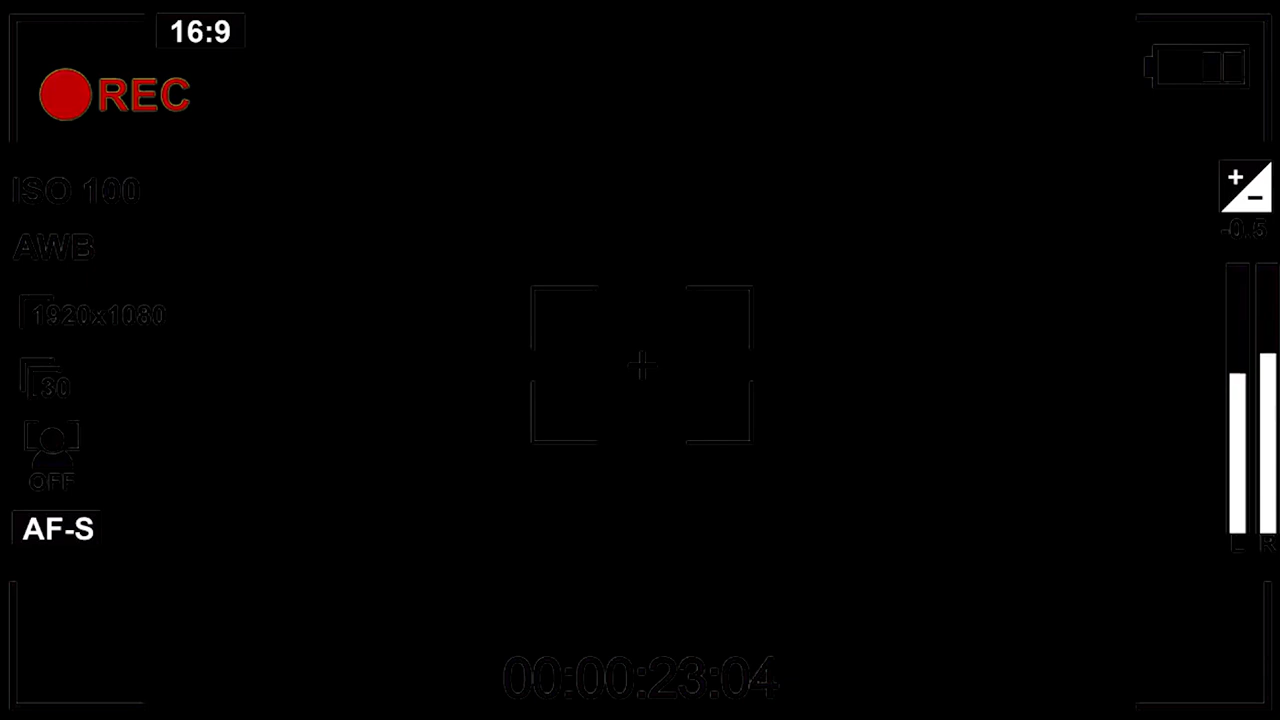 16:9
REC
ISO 100
AWB
-0.5
1920x1080
30
OFF
AF-S
L R
00:00:23:04